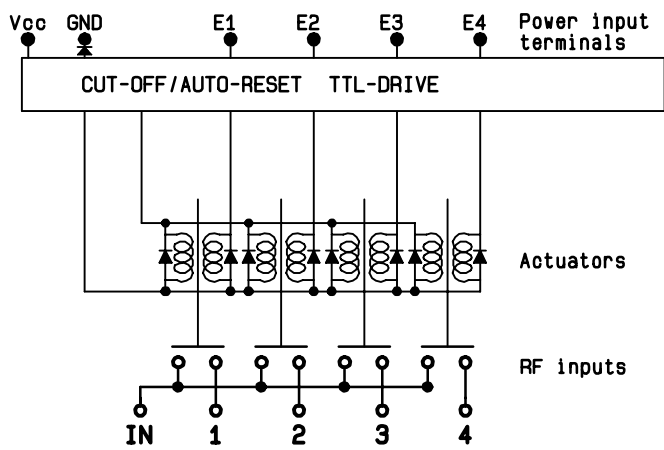 Vcc GND E1 E2 E3 E4 Power input
terminals
CUT-OFF/AUTO-RESET TTL-DRIVE
Actuators
RF inputs
IN 1 2 3 4